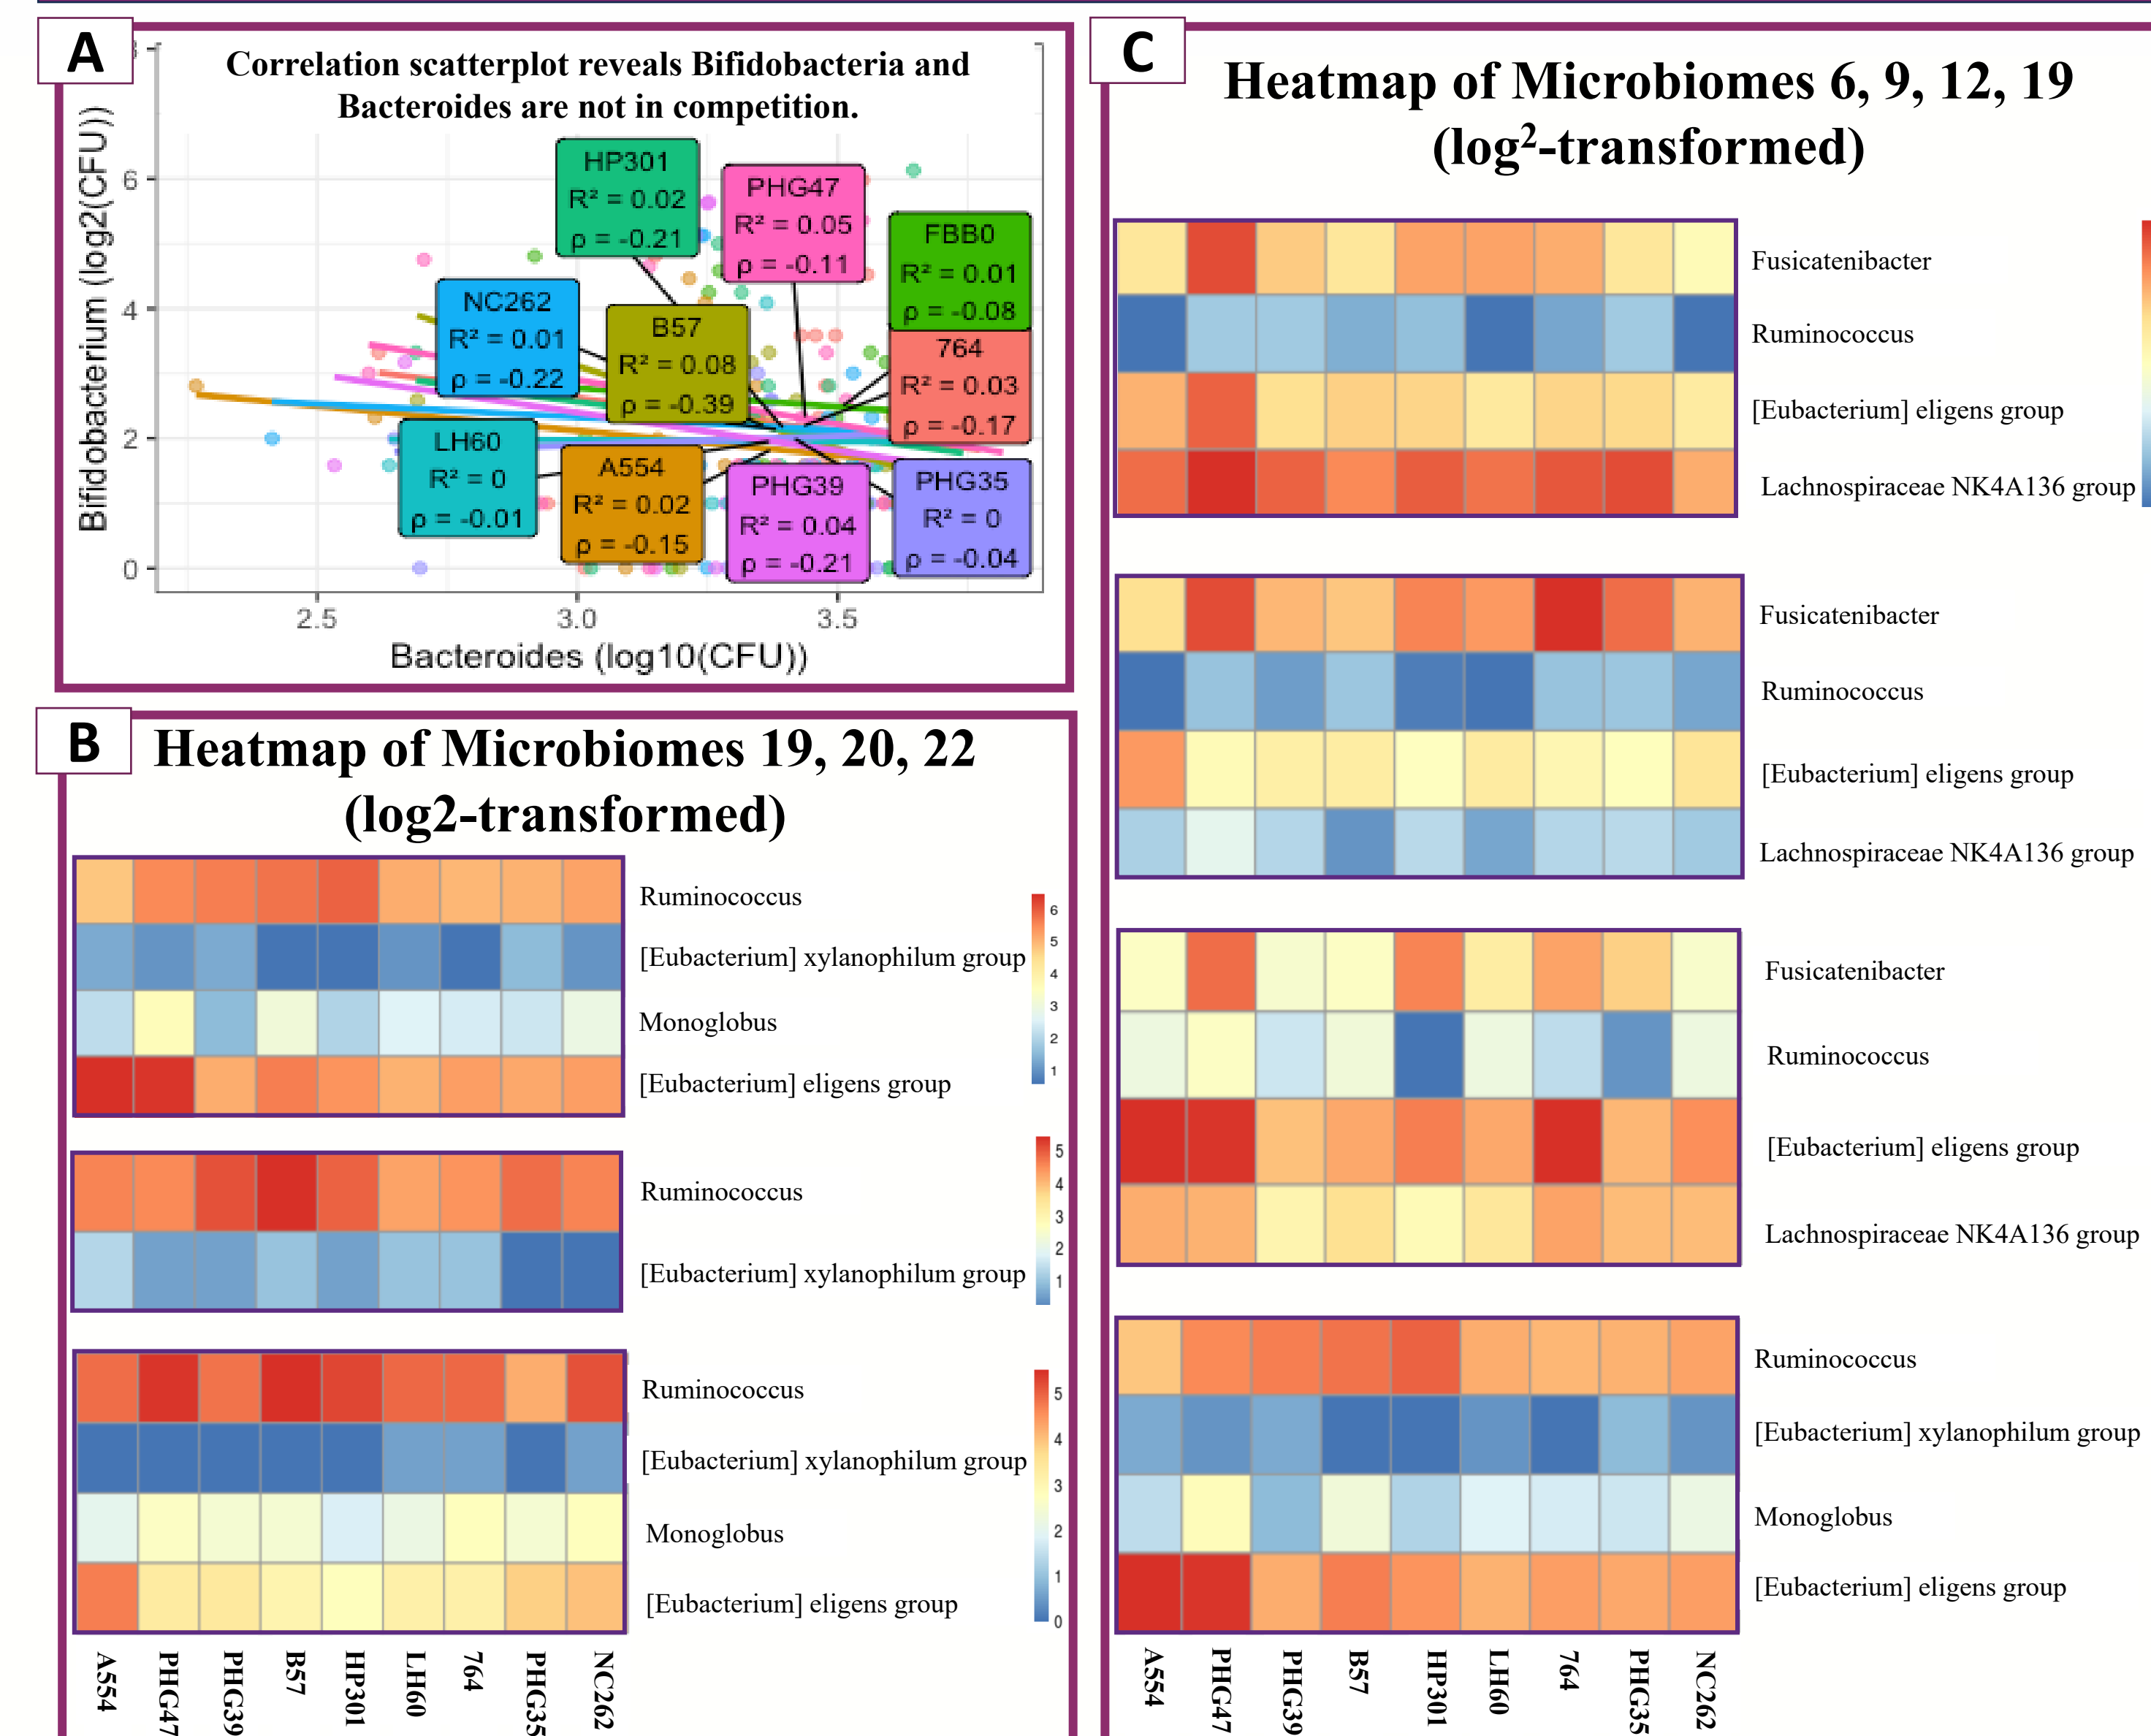 A
Correlation scatterplot reveals Bifidobacteria and
Bacteroides are not in competition.
Bifidobacterium (log2(CFU))
6
4
2
0
2.5
3.0
3.5
Bacteroides (log10(CFU))
HP301
R² = 0.02
ρ = -0.21
PHG47
R² = 0.05
ρ = -0.11
FBB0
R² = 0.01
ρ = -0.08
NC262
R² = 0.01
ρ = -0.22
B57
R² = 0.08
ρ = -0.39
764
R² = 0.03
ρ = -0.17
LH60
R² = 0
ρ = -0.01
A554
R² = 0.02
ρ = -0.15
PHG39
R² = 0.04
ρ = -0.21
PHG35
R² = 0
ρ = -0.04
B
Heatmap of Microbiomes 19, 20, 22
(log2-transformed)
Ruminococcus
[Eubacterium] xylanophilum group
Monoglobus
[Eubacterium] eligens group
6
5
4
3
2
1
Ruminococcus
[Eubacterium] xylanophilum group
5
4
3
2
1
Ruminococcus
[Eubacterium] xylanophilum group
Monoglobus
[Eubacterium] eligens group
5
4
3
2
1
0
A554
PHG47
PHG39
B57
HP301
LH60
764
PHG35
NC262
C
Heatmap of Microbiomes 6, 9, 12, 19
(log²-transformed)
Fusicatenibacter
Ruminococcus
[Eubacterium] eligens group
Lachnospiraceae NK4A136 group
Fusicatenibacter
Ruminococcus
[Eubacterium] eligens group
Lachnospiraceae NK4A136 group
Fusicatenibacter
Ruminococcus
[Eubacterium] eligens group
Lachnospiraceae NK4A136 group
Ruminococcus
[Eubacterium] xylanophilum group
Monoglobus
[Eubacterium] eligens group
A554
PHG47
PHG39
B57
HP301
LH60
764
PHG35
NC262